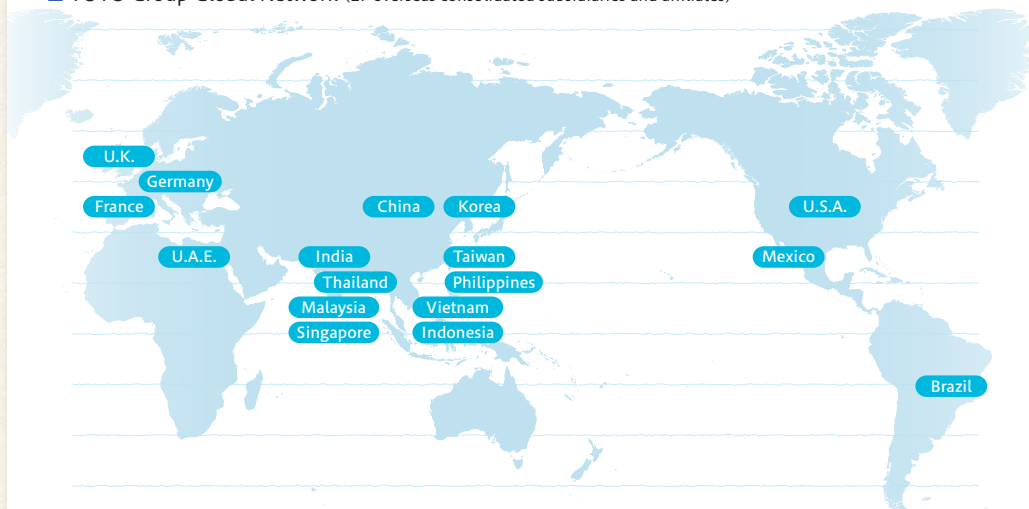 U.K.
Germany
France
China
Korea
U.S.A.
U.A.E.
India
Taiwan
Mexico
Thailand
Philippines
Malaysia
Vietnam
Singapore
Indonesia
Brazil